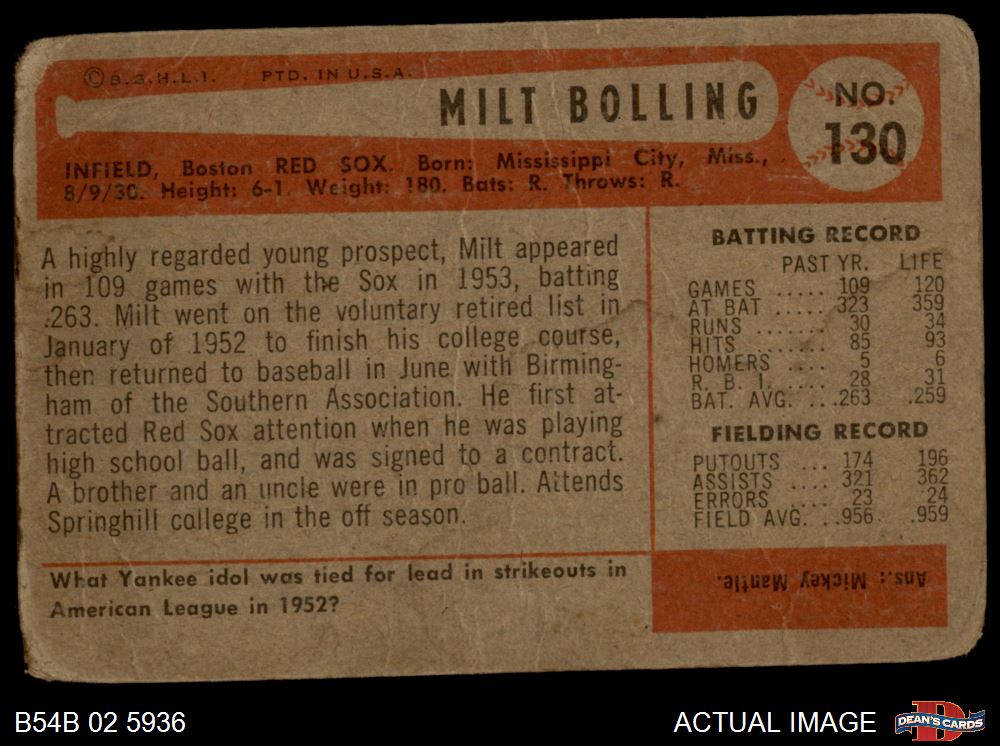 © B.G.H.L.I. PTD. IN U.S.A.
MILT BOLLING
NO. 130
INFIELD, Boston RED SOX. Born: Mississippi City, Miss.,
8/9/30. Height: 6-1. Weight: 180. Bats: R. Throws: R.
A highly regarded young prospect, Milt appeared
in 109 games with the Sox in 1953, batting
.263. Milt went on the voluntary retired list in
January of 1952 to finish his college course,
then returned to baseball in June with Birming-
ham of the Southern Association. He first at-
tracted Red Sox attention when he was playing
high school ball, and was signed to a contract.
A brother and an uncle were in pro ball. Attends
Springhill college in the off season.
BATTING RECORD
PAST YR. LIFE
GAMES ..... 109 120
AT BAT ..... 323 359
RUNS ....... 30 34
HITS ........ 85 93
HOMERS ..... 5 6
R. B. I. ..... 28 31
BAT. AVG. ...263 .259
FIELDING RECORD
PUTOUTS ... 174 196
ASSISTS .... 321 362
ERRORS ..... 23 24
FIELD AVG. ..956 .959
What Yankee idol was tied for lead in strikeouts in
American League in 1952?
Ans.: Mickey Mantle.
B54B 02 5936
ACTUAL IMAGE
D
DEAN'S CARDS